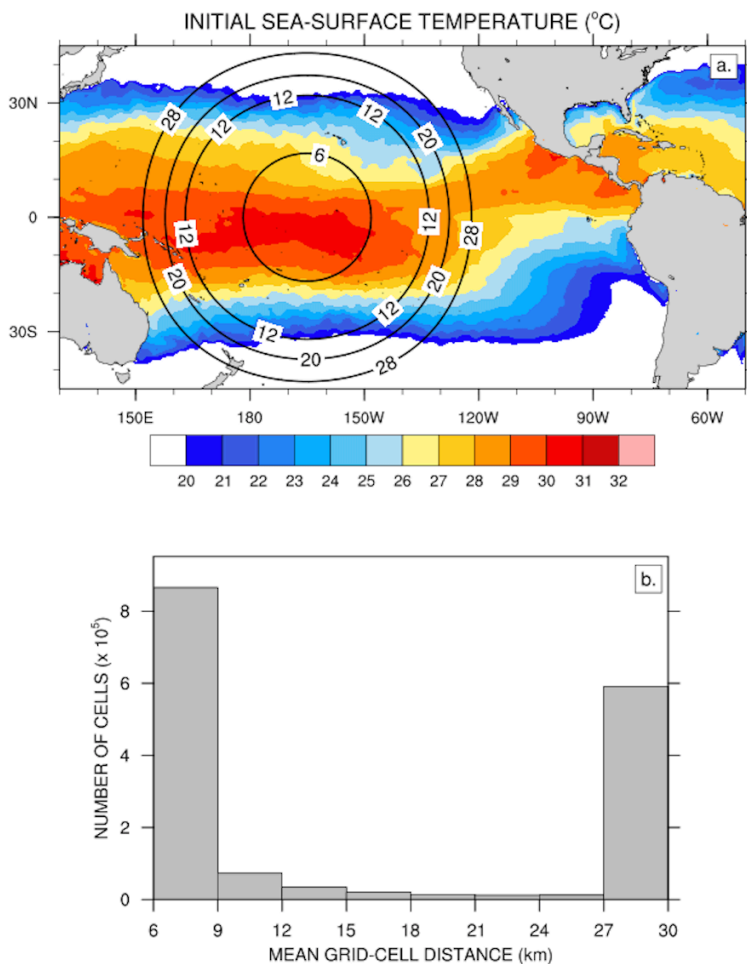 INITIAL SEA-SURFACE TEMPERATURE (°C)
a.
30N
0
30S
28
12
12
20
12
6
12
12
28
20
20
12
12
20
28
150E 180 150W 120W 90W 60W
20 21 22 23 24 25 26 27 28 29 30 31 32
b.
NUMBER OF CELLS (x 10⁵)
8
6
4
2
0
6 9 12 15 18 21 24 27 30
MEAN GRID-CELL DISTANCE (km)